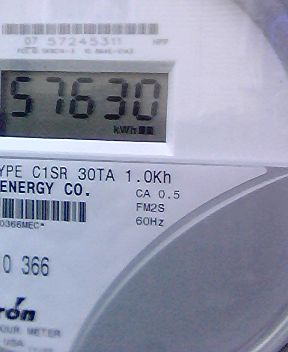 07 57245311
57630
kWh
YPE C1SR 30TA 1.0Kh
ENERGY CO.
CA 0.5
FM2S
60Hz
0366MEC*
0 366
ron
OUR METER
USA